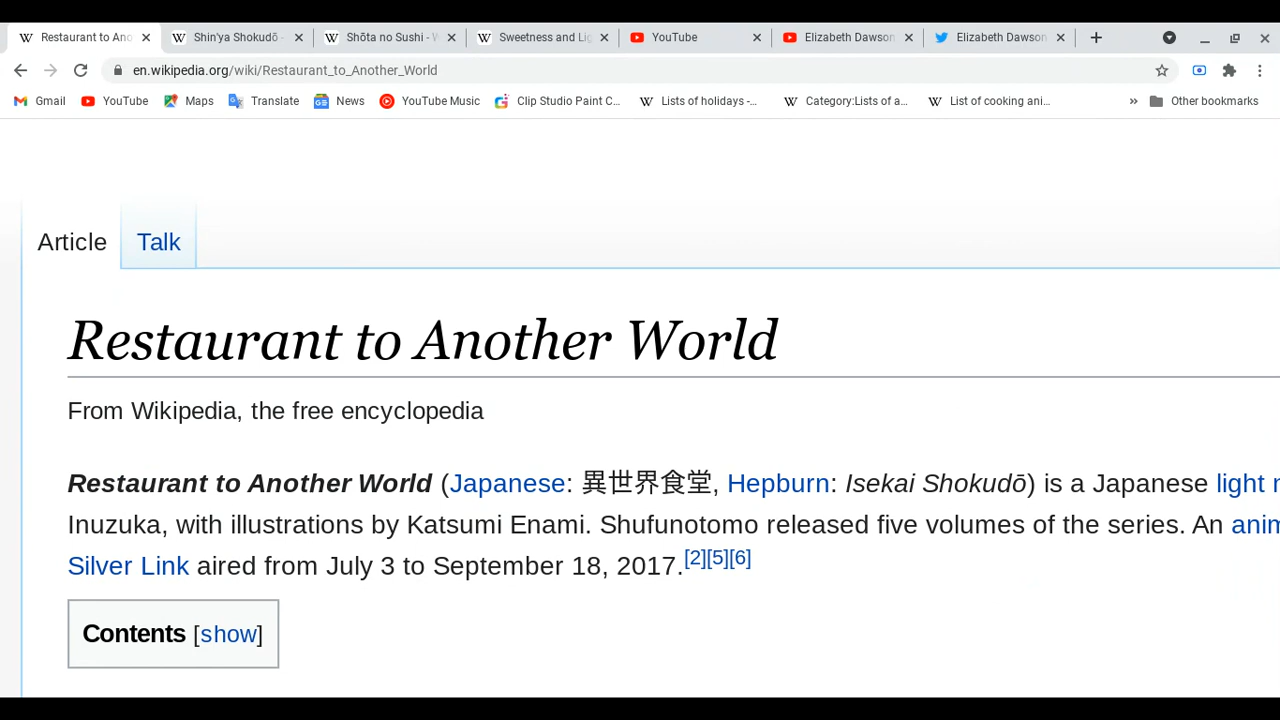 Restaurant to Ano
Shin'ya Shokudō -
Shōta no Sushi - W
Sweetness and Lig
YouTube
Elizabeth Dawson
Elizabeth Dawson
en.wikipedia.org/wiki/Restaurant_to_Another_World
Gmail
YouTube
Maps
Translate
News
YouTube Music
Clip Studio Paint C...
Lists of holidays -...
Category:Lists of a...
List of cooking ani...
»
Other bookmarks
Article
Talk
Restaurant to Another World
From Wikipedia, the free encyclopedia
Restaurant to Another World (Japanese: 異世界食堂, Hepburn: Isekai Shokudō) is a Japanese light n
Inuzuka, with illustrations by Katsumi Enami. Shufunotomo released five volumes of the series. An anim
Silver Link aired from July 3 to September 18, 2017.[2][5][6]
Contents [show]